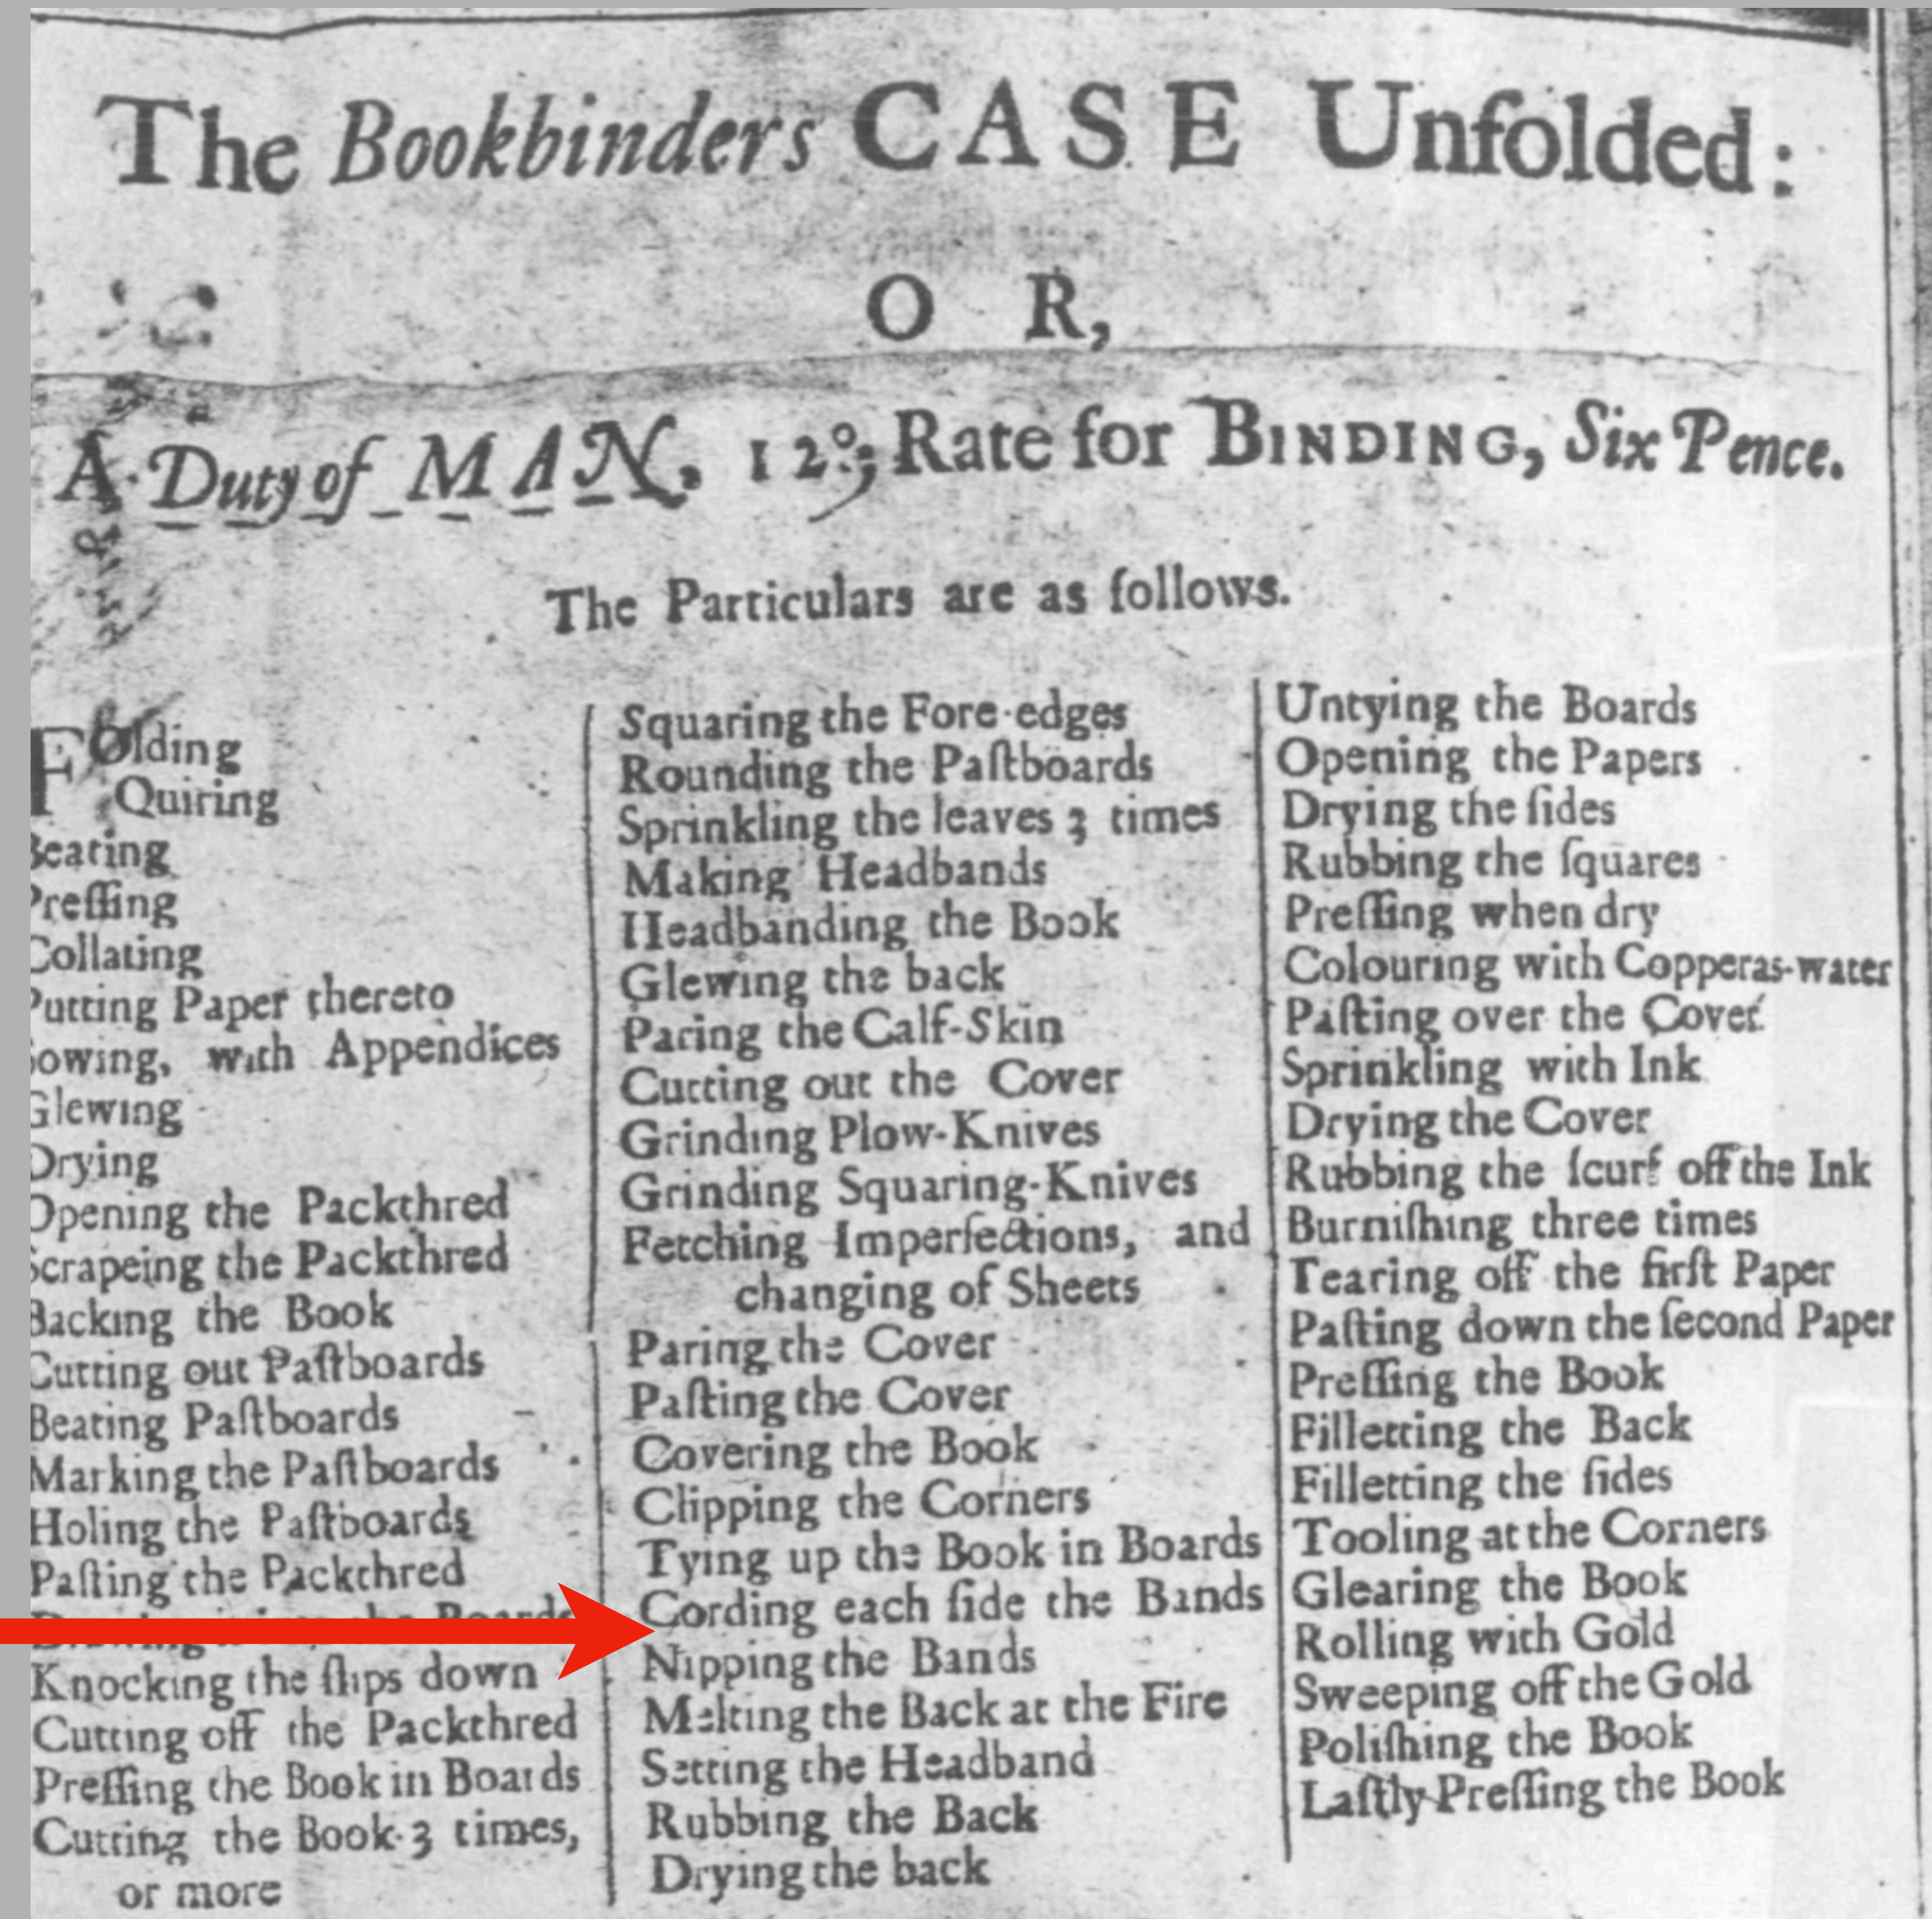 The Bookbinders CASE Unfolded:
OR,
A Duty of MAN, 12°; Rate for BINDING, Six Pence.
The Particulars are as follows.
FOlding
Quiring
Beating
Preſſing
Collating
Putting Paper thereto
Sowing, with Appendices
Glewing
Drying
Opening the Packthred
Scrapeing the Packthred
Backing the Book
Cutting out Paſtboards
Beating Paſtboards
Marking the Paſtboards
Holing the Paſtboards
Paſting the Packthred
Drawing the Boards
Knocking the ſlips down
Cutting off the Packthred
Preſſing the Book in Boards
Cutting the Book 3 times,
or more
Squaring the Fore-edges
Rounding the Paſtboards
Sprinkling the leaves 3 times
Making Headbands
Headbanding the Book
Glewing the back
Paring the Calf-Skin
Cutting out the Cover
Grinding Plow-Knives
Grinding Squaring-Knives
Fetching Imperfections, and
changing of Sheets
Paring the Cover
Paſting the Cover
Covering the Book
Clipping the Corners
Tying up the Book in Boards
Cording each ſide the Bands
Nipping the Bands
Melting the Back at the Fire
Setting the Headband
Rubbing the Back
Drying the back
Untying the Boards
Opening the Papers
Drying the ſides
Rubbing the ſquares
Preſſing when dry
Colouring with Copperas-water
Paſting over the Cover
Sprinkling with Ink
Drying the Cover
Rubbing the ſcurf off the Ink
Burniſhing three times
Tearing off the firſt Paper
Paſting down the ſecond Paper
Preſſing the Book
Filletting the Back
Filletting the ſides
Tooling at the Corners
Glearing the Book
Rolling with Gold
Sweeping off the Gold
Poliſhing the Book
Laſtly Preſſing the Book